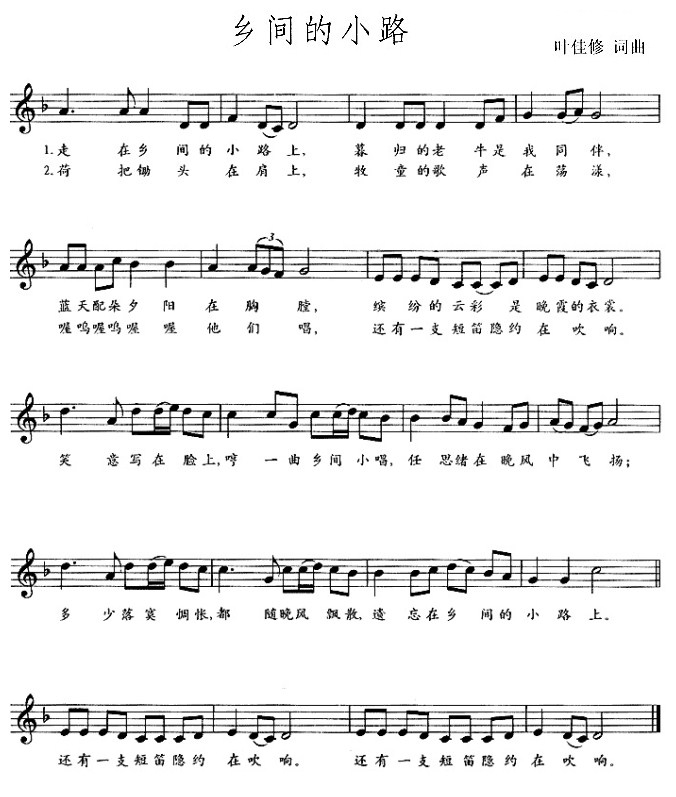 乡间的小路
叶佳修 词曲
1.走 在乡 间的小路上, 暮归的老 牛是我同伴,
2.荷 把锄 头在肩上, 牧童的歌 声在荡漾,
3
蓝天配朵夕 阳在胸膛, 缤纷的云彩 是晚霞的衣裳。
喔呜喔呜喔 喔他们唱, 还有一支短笛隐约在吹响。
笑 意写在脸上,哼 一曲乡间小唱,任 思绪在晚风中飞扬;
多 少落寞惆怅,都 随晚风飘散,遗 忘在乡 间的小路上。
还有一支短笛隐约 在吹响。 还有一支短笛隐约 在吹响。